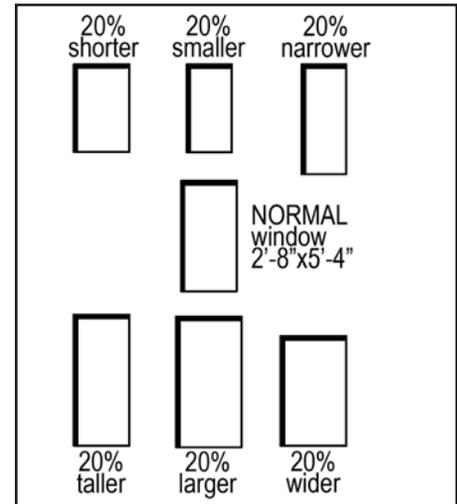 20%
shorter
20%
smaller
20%
narrower
NORMAL
window
2'-8"x5'-4"
20%
taller
20%
larger
20%
wider